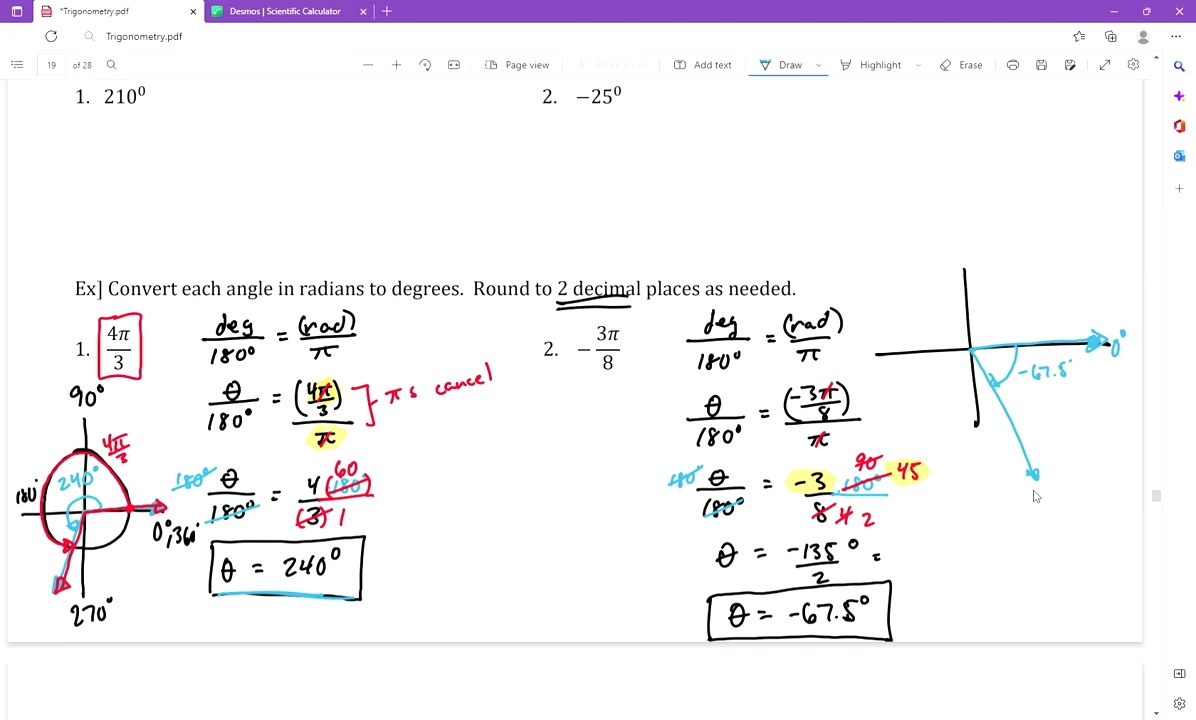 *Trigonometry.pdf
Desmos | Scientific Calculator
Trigonometry.pdf
19 of 28
Page view
Add text
Draw
Highlight
Erase
1. 210⁰
2. −25⁰
Ex] Convert each angle in radians to degrees. Round to 2 decimal places as needed.
1. 4π/3
deg/180° = (rad)/π
θ/180° = (4π/3)/π
πs cancel
180° θ/180° = 4(180°)/(3) 60 1
θ = 240°
90°
4π/3
240°
180°
0°, 360°
270°
2. −3π/8
deg/180° = (rad)/π
θ/180° = (−3π/8)/π
180° θ/180° = −3/8 180° 90 45 4 2
θ = −135°/2 =
θ = −67.5°
0°
−67.5°